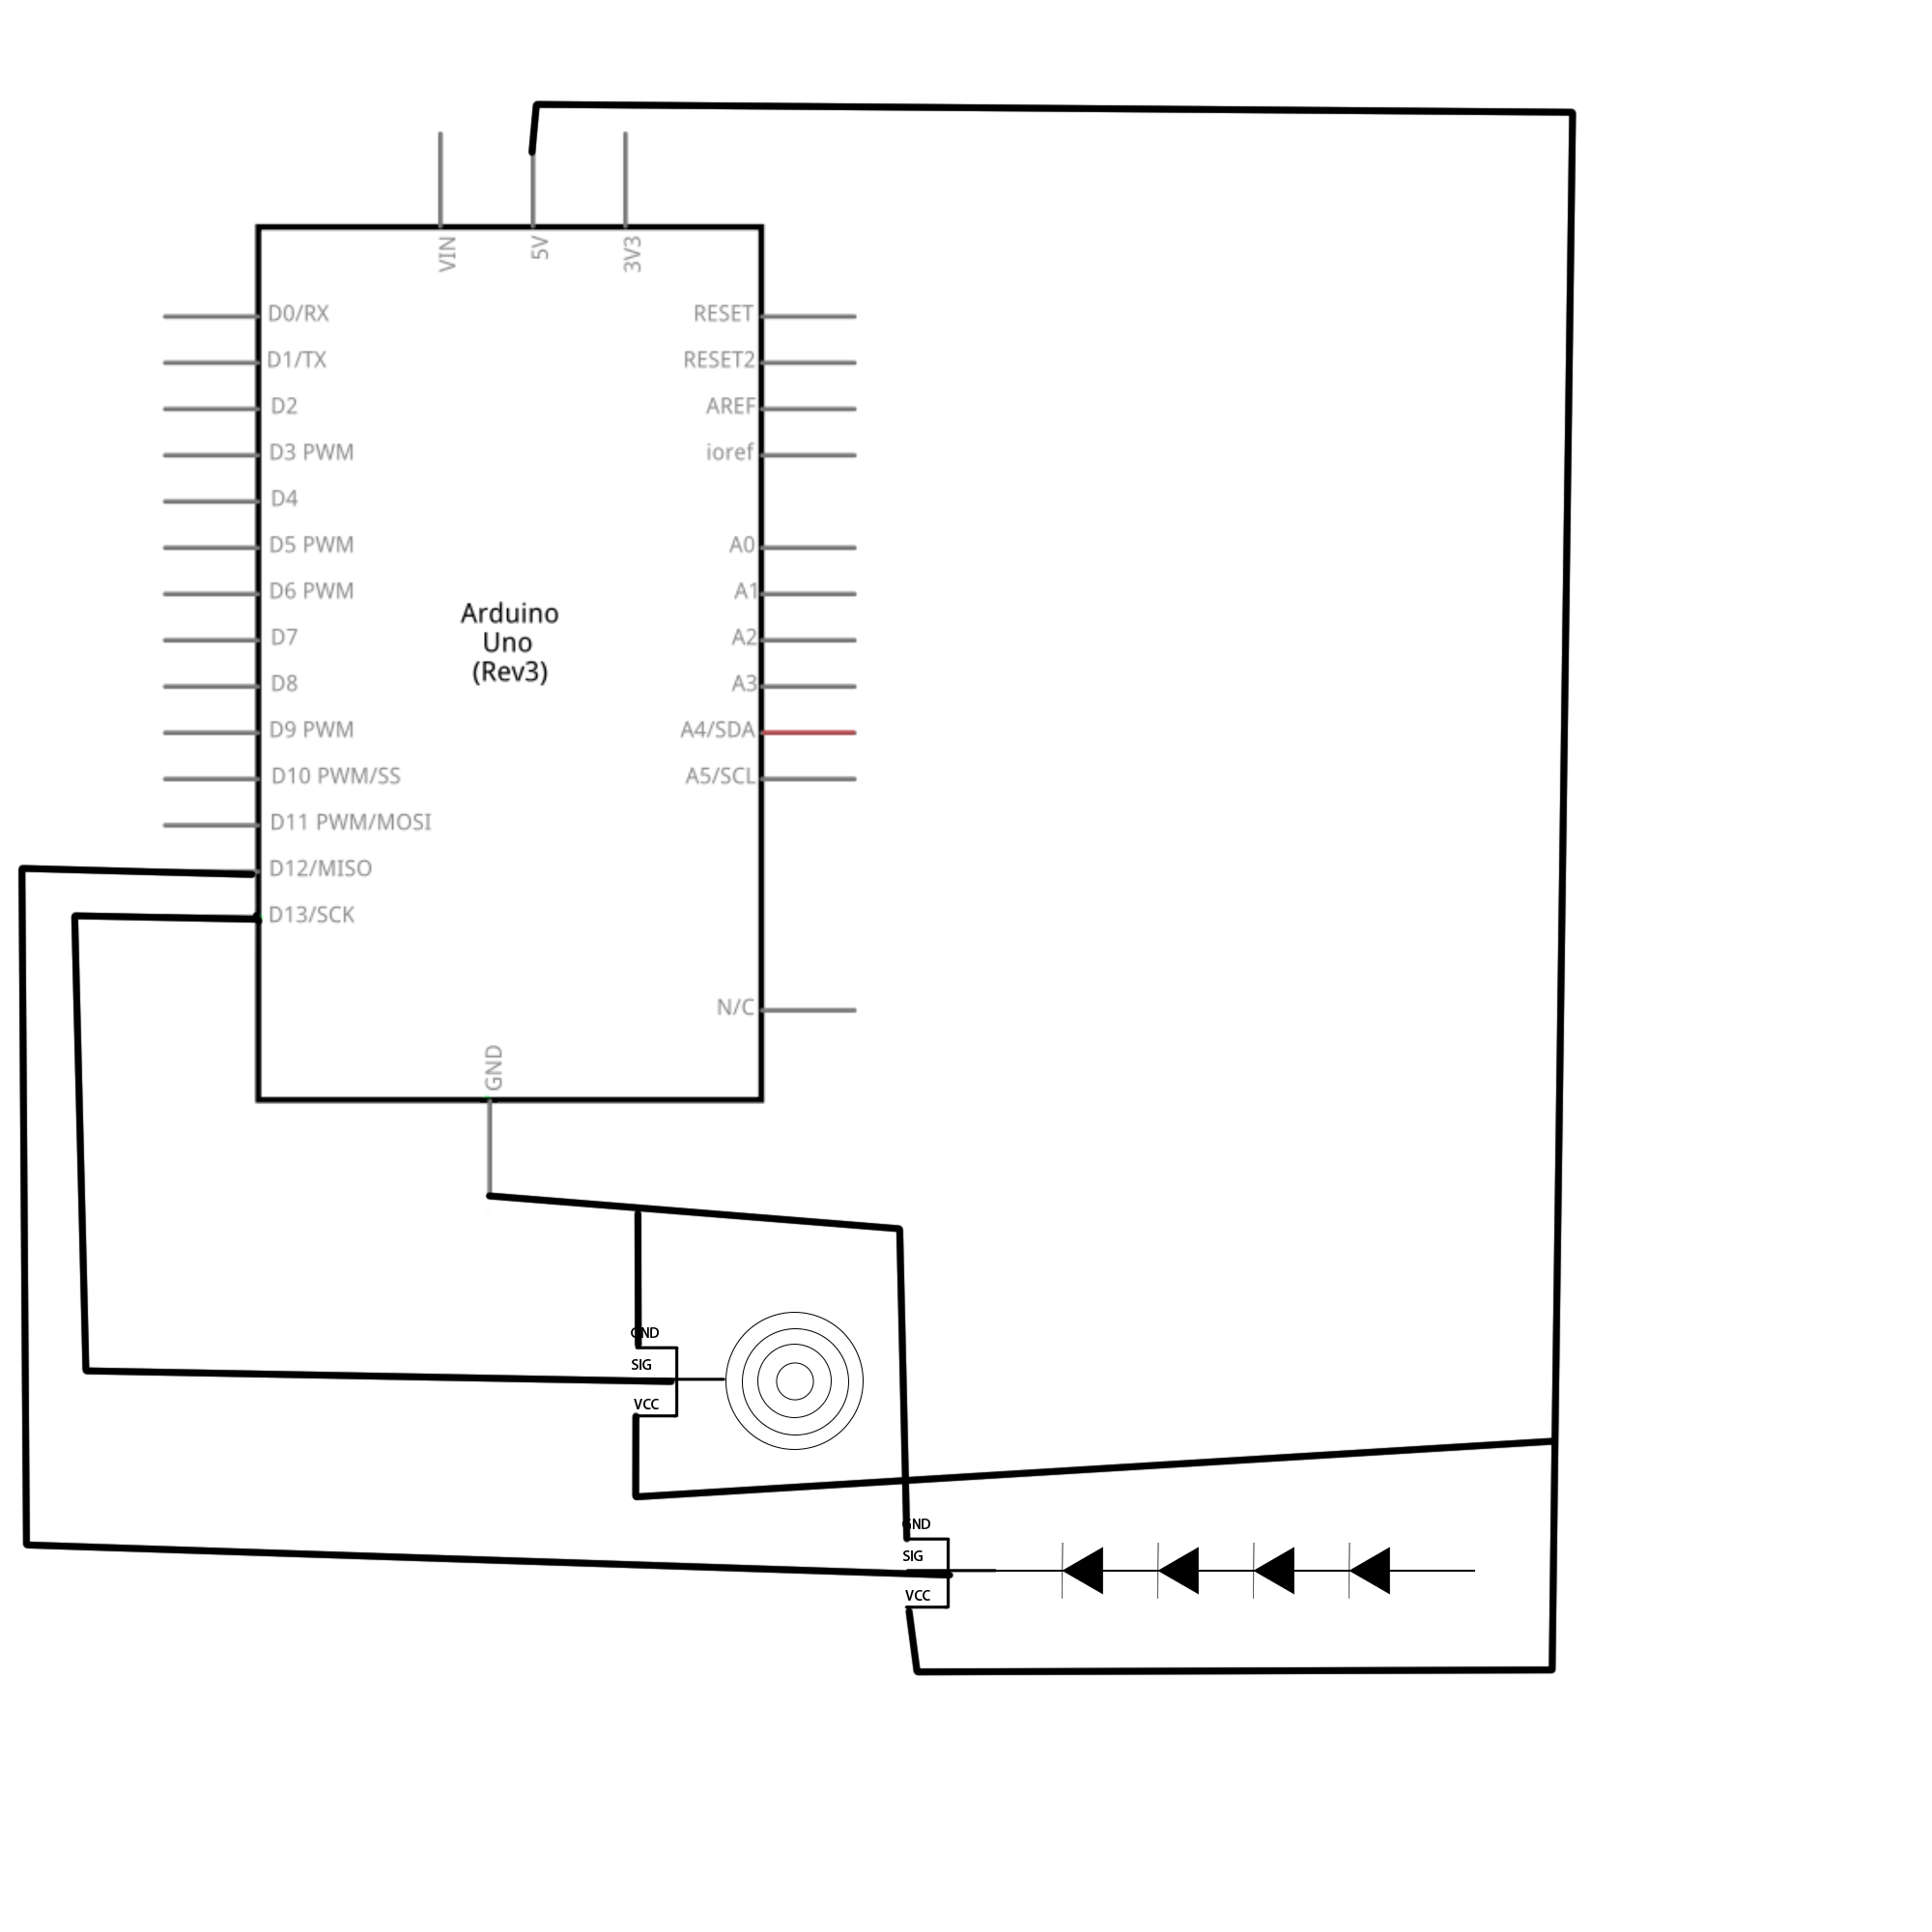 VIN
5V
3V3
D0/RX
RESET
D1/TX
RESET2
D2
AREF
D3 PWM
ioref
D4
D5 PWM
A0
D6 PWM
A1
Arduino
Uno
(Rev3)
D7
A2
D8
A3
D9 PWM
A4/SDA
D10 PWM/SS
A5/SCL
D11 PWM/MOSI
D12/MISO
D13/SCK
N/C
GND
GND
SIG
VCC
GND
SIG
VCC